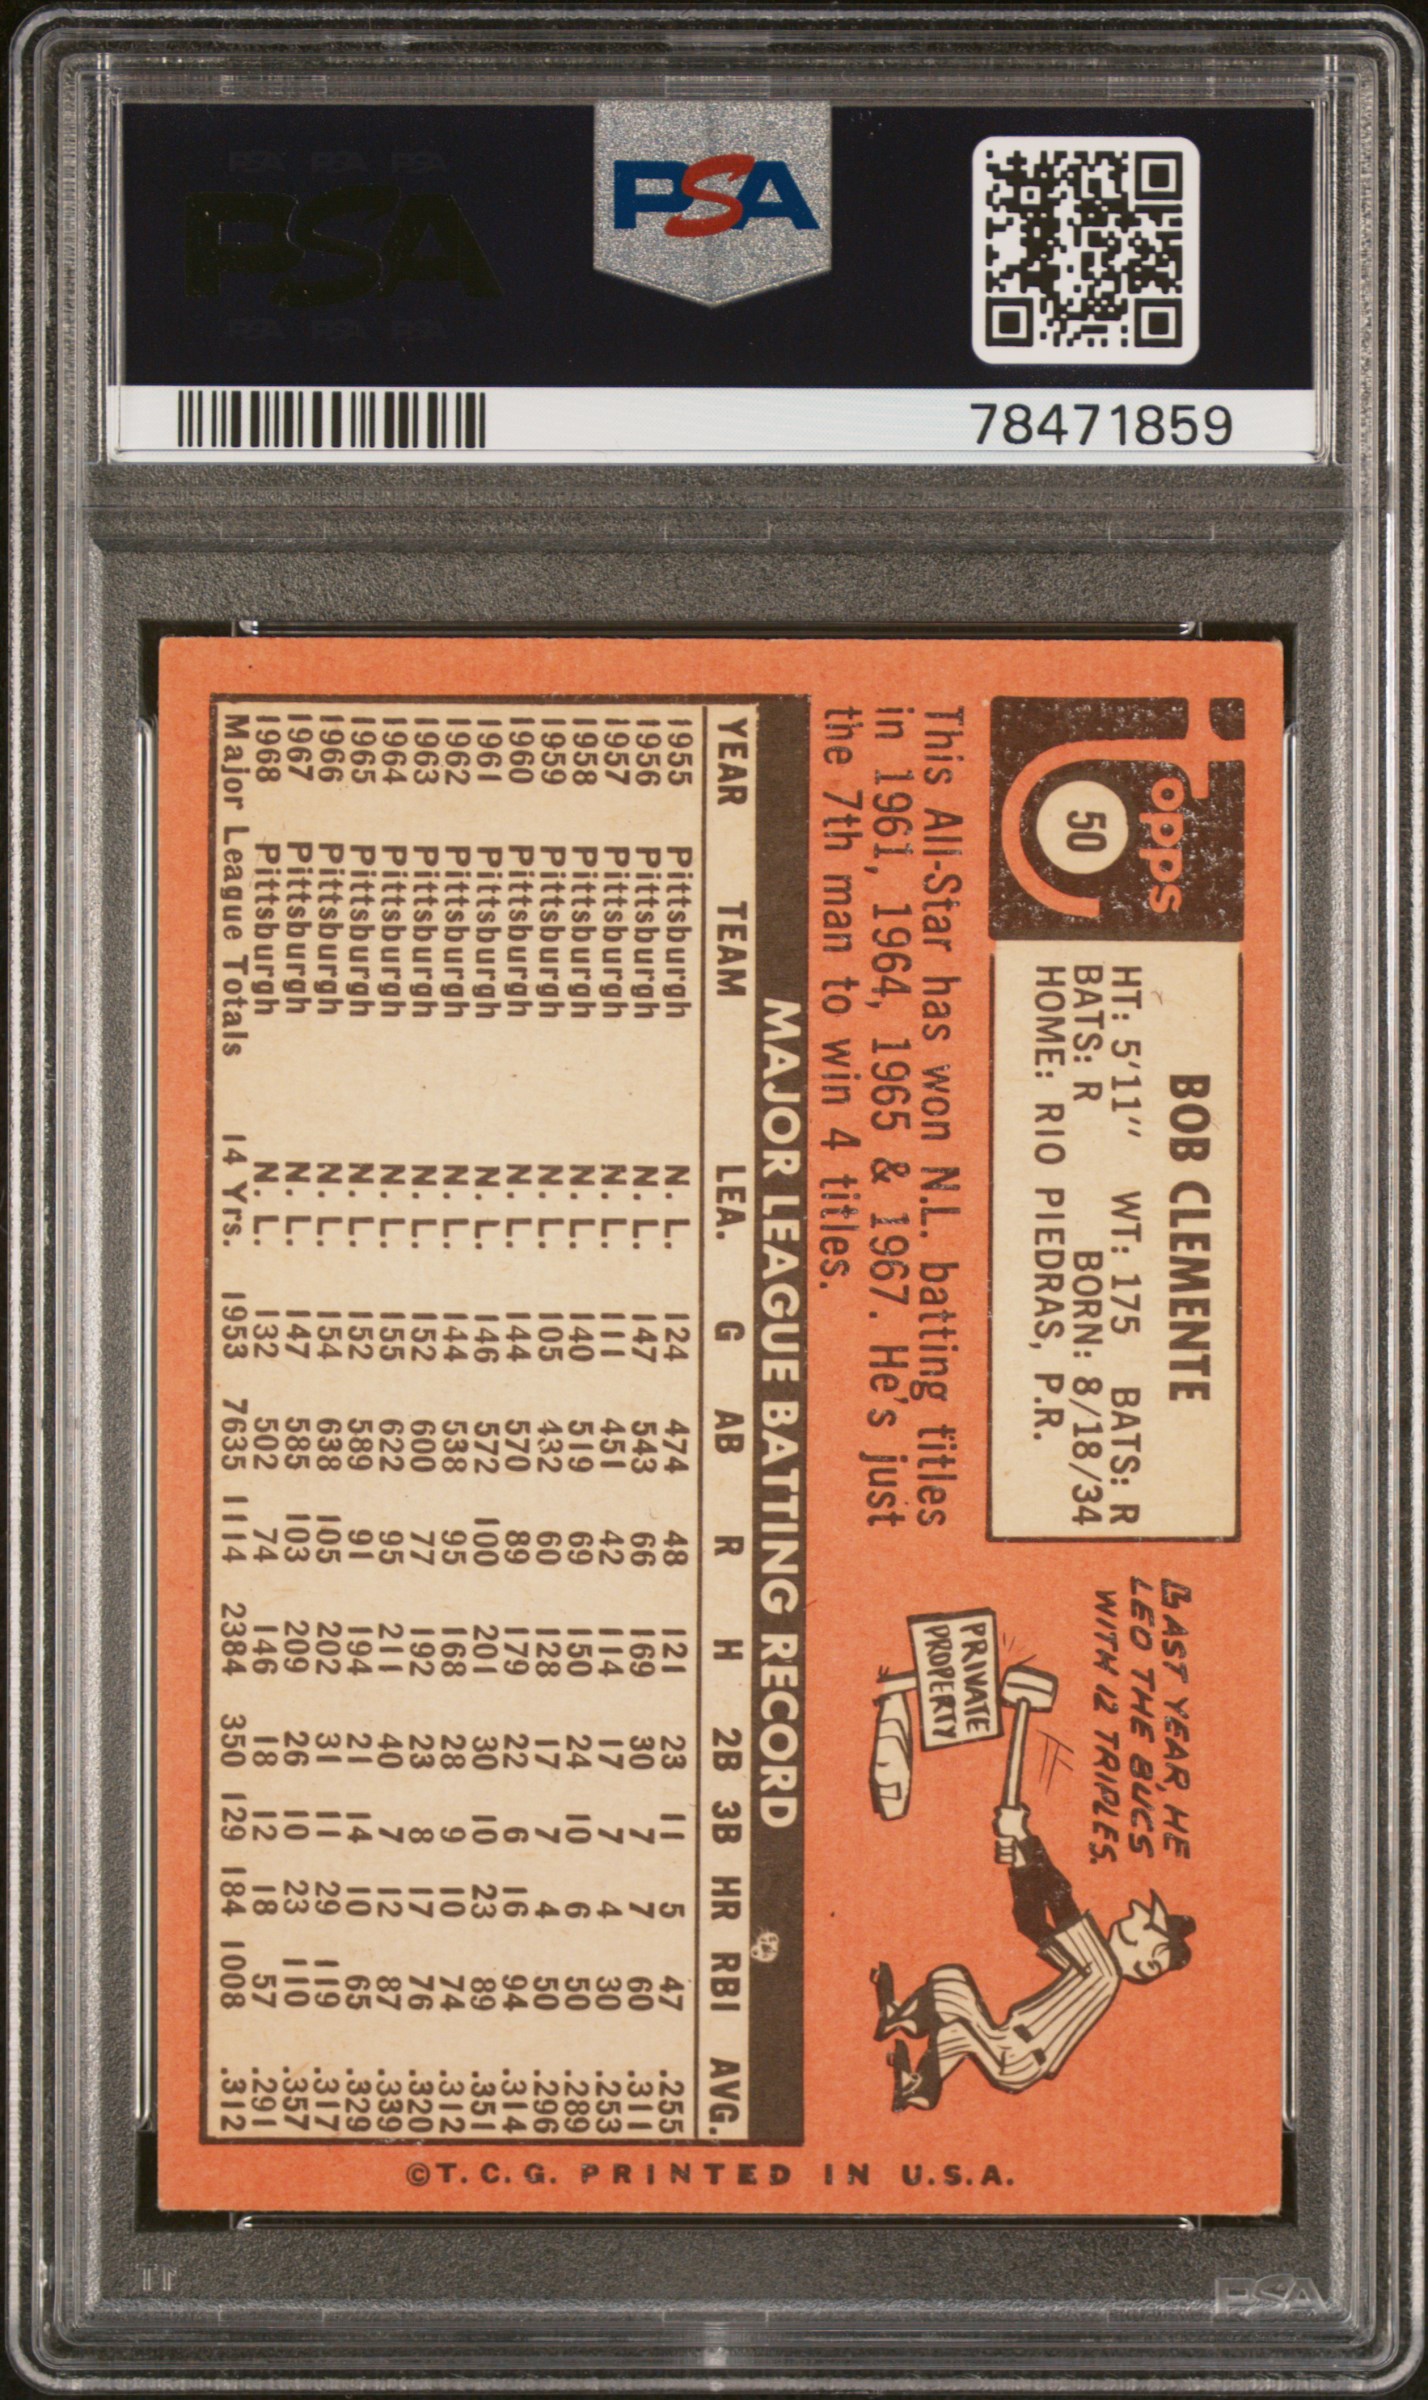 PSA PSA PSA
PSA
PSA PSA PSA
PSA
78471859
Topps
50
BOB CLEMENTE
HT: 5'11" WT: 175 BATS: R
BATS: R BORN: 8/18/34
HOME: RIO PIEDRAS, P.R.
LAST YEAR, HE
LED THE BUCS
WITH 12 TRIPLES.
PRIVATE
PROPERTY
This All-Star has won N.L. batting titles
in 1961, 1964, 1965 & 1967. He's just
the 7th man to win 4 titles.
MAJOR LEAGUE BATTING RECORD
YEAR TEAM LEA. G AB R H 2B 3B HR RBI AVG.
1955 Pittsburgh N. L. 124 474 48 121 23 11 5 47 .255
1956 Pittsburgh N. L. 147 543 66 169 30 7 7 60 .311
1957 Pittsburgh N. L. 111 451 42 114 17 7 4 30 .253
1958 Pittsburgh N. L. 140 519 69 150 24 10 6 50 .289
1959 Pittsburgh N. L. 105 432 60 128 17 7 4 50 .296
1960 Pittsburgh N. L. 144 570 89 179 22 6 16 94 .314
1961 Pittsburgh N. L. 146 572 100 201 30 10 23 89 .351
1962 Pittsburgh N. L. 144 538 95 168 28 9 10 74 .312
1963 Pittsburgh N. L. 152 600 77 192 23 8 17 76 .320
1964 Pittsburgh N. L. 155 622 95 211 40 7 12 87 .339
1965 Pittsburgh N. L. 152 589 91 194 21 14 10 65 .329
1966 Pittsburgh N. L. 154 638 105 202 31 11 29 119 .317
1967 Pittsburgh N. L. 147 585 103 209 26 10 23 110 .357
1968 Pittsburgh N. L. 132 502 74 146 18 12 18 57 .291
Major League Totals 14 Yrs. 1953 7635 1114 2384 350 129 184 1008 .312
©T. C. G. PRINTED IN U.S.A.
PSA